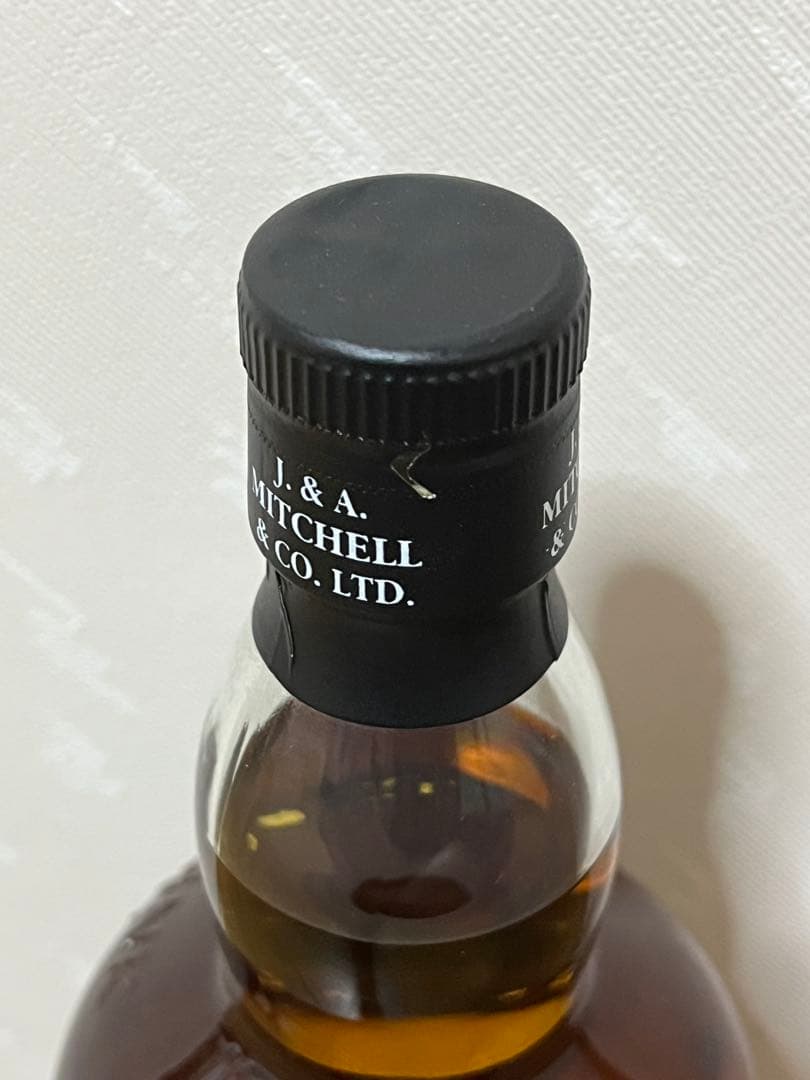 J. & A.
MITCHELL
& CO. LTD.